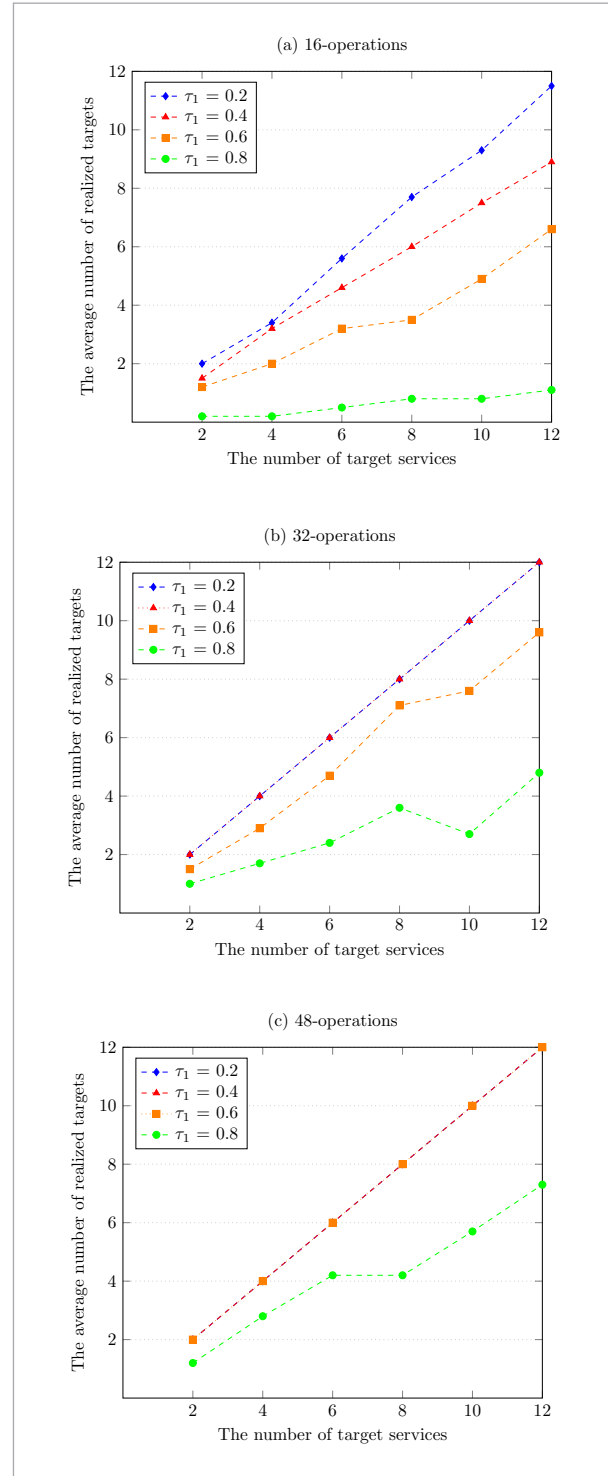 (a) 16-operations
12
10
8
6
4
2
τ₁ = 0.2
τ₁ = 0.4
τ₁ = 0.6
τ₁ = 0.8
The average number of realized targets
2 4 6 8 10 12
The number of target services
(b) 32-operations
12
10
8
6
4
2
τ₁ = 0.2
τ₁ = 0.4
τ₁ = 0.6
τ₁ = 0.8
The average number of realized targets
2 4 6 8 10 12
The number of target services
(c) 48-operations
12
10
8
6
4
2
τ₁ = 0.2
τ₁ = 0.4
τ₁ = 0.6
τ₁ = 0.8
The average number of realized targets
2 4 6 8 10 12
The number of target services